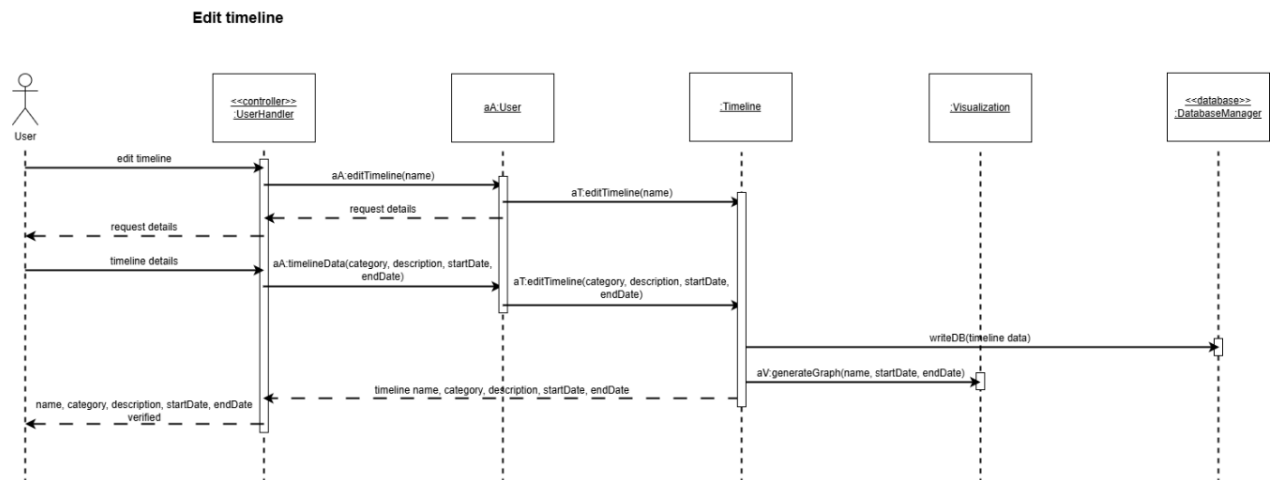 Edit timeline
<<controller>>
:UserHandler
aA:User
:Timeline
:Visualization
<<database>>
:DatabaseManager
User
edit timeline
aA:editTimeline(name)
aT:editTimeline(name)
request details
request details
timeline details
aA:timelineData(category, description, startDate,
endDate)
aT:editTimeline(category, description, startDate,
endDate)
writeDB(timeline data)
aV:generateGraph(name, startDate, endDate)
timeline name, category, description, startDate, endDate
name, category, description, startDate, endDate
verified